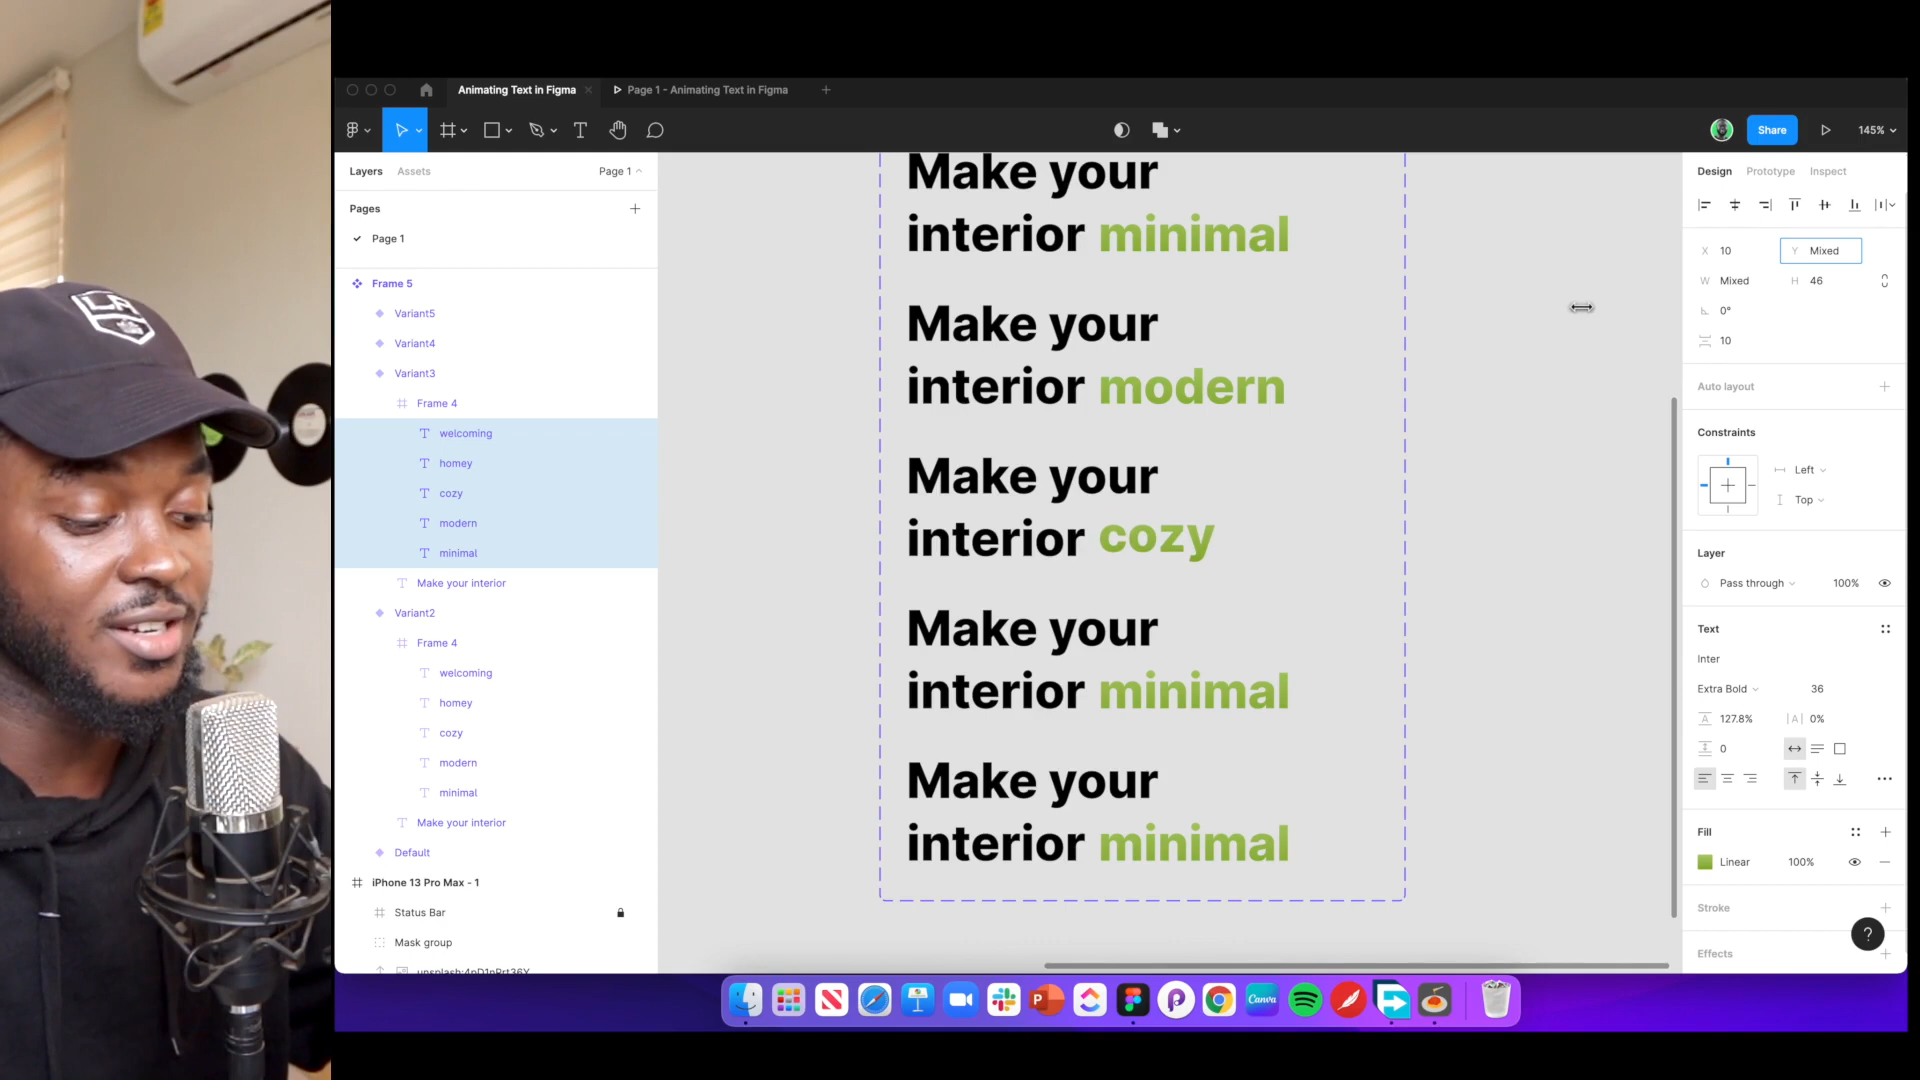 LA
Animating Text in Figma
Page 1 - Animating Text in Figma
Share
145%
Layers
Assets
Page 1
Pages
Page 1
Frame 5
Variant5
Variant4
Variant3
Frame 4
welcoming
homey
cozy
modern
minimal
Make your interior
Variant2
Frame 4
welcoming
homey
cozy
modern
minimal
Make your interior
Default
iPhone 13 Pro Max - 1
Status Bar
Mask group
Make your
interior minimal
Make your
interior modern
Make your
interior cozy
Make your
interior minimal
Make your
interior minimal
Design
Prototype
Inspect
X 10
Y Mixed
W Mixed
H 46
0°
10
Auto layout
Constraints
Left
Top
Layer
Pass through
100%
Text
Inter
Extra Bold
36
127.8%
|A| 0%
0
Fill
Linear
100%
Stroke
Effects
?
Canva